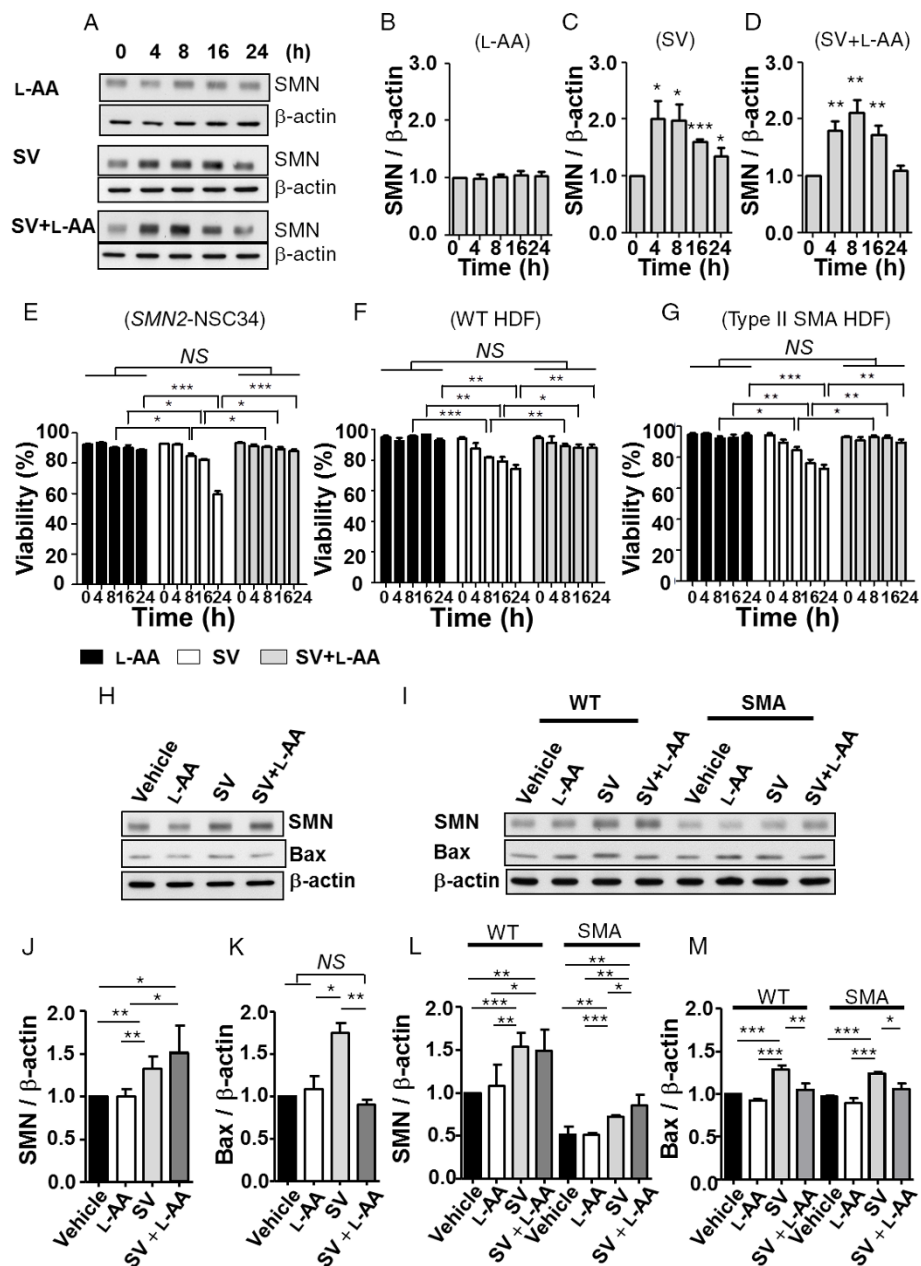 A
0 4 8 16 24 (h)
L-AA
SMN
β-actin
SV
SMN
β-actin
SV+L-AA
SMN
β-actin
B
(L-AA)
SMN / β-actin
3.0
2.0
1.0
0
0 4 8 16 24
Time (h)
C
(SV)
SMN / β-actin
3.0
2.0
1.0
0
* * *** *
0 4 8 16 24
Time (h)
D
(SV+L-AA)
SMN / β-actin
3.0
2.0
1.0
0
** ** **
0 4 8 16 24
Time (h)
E
(SMN2-NSC34)
NS
*** ***
* *
* *
Viability (%)
100
80
60
40
20
0
0 4 8 16 24 0 4 8 16 24 0 4 8 16 24
Time (h)
F
(WT HDF)
NS
** **
** *
*** **
Viability (%)
100
80
60
40
20
0
0 4 8 16 24 0 4 8 16 24 0 4 8 16 24
Time (h)
G
(Type II SMA HDF)
NS
*** **
** **
* *
Viability (%)
100
80
60
40
20
0
0 4 8 16 24 0 4 8 16 24 0 4 8 16 24
Time (h)
L-AA SV SV+L-AA
H
Vehicle L-AA SV SV+L-AA
SMN
Bax
β-actin
I
WT SMA
Vehicle L-AA SV SV+L-AA Vehicle L-AA SV SV+L-AA
SMN
Bax
β-actin
J
SMN / β-actin
2.0
1.5
1.0
0.5
0.0
*
** *
**
Vehicle L-AA SV SV + L-AA
K
Bax / β-actin
2.0
1.5
1.0
0.5
0.0
NS
* **
Vehicle L-AA SV SV + L-AA
L
WT SMA
SMN / β-actin
2.0
1.5
1.0
0.5
0.0
** **
* **
*** ** *
** ***
Vehicle L-AA SV SV + L-AA Vehicle L-AA SV SV + L-AA
M
WT SMA
Bax / β-actin
2.0
1.5
1.0
0.5
0.0
*** ** *** *
*** ***
Vehicle L-AA SV SV + L-AA Vehicle L-AA SV SV + L-AA